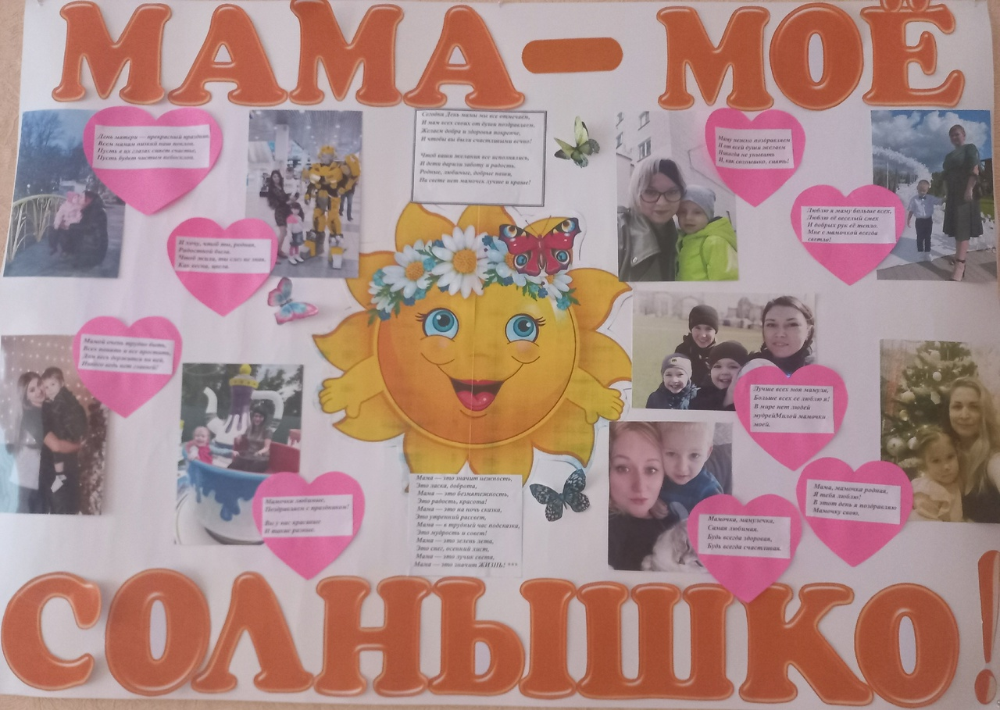 МАМА — МОЁ
День матери — прекрасный праздник,
Всем мамам низкий наш поклон.
Пусть в их глазах сияет счастье,
Пусть будет чистым небосклон.
Сегодня День мамы мы все отмечаем,
И мам всех своих от души поздравляем,
Желаем добра и здоровья покрепче,
И чтобы вы были счастливыми вечно!
Чтоб ваши желания все исполнялись,
И дети дарили заботу и радость,
Родные, любимые, добрые наши,
На свете нет мамочек лучше и краше!
Маму нежно поздравляем
И от всей души желаем
Никогда не унывать
И, как солнышко, сиять!
Люблю я маму больше всех,
Люблю её веселый смех
И добрых рук её тепло.
Мне с мамочкой всегда
светло!
И хочу, чтоб ты, родная,
Радостной была.
Чтоб жила, ты слез не зная,
Как весна, цвела.
Мамой очень трудно быть,
Всех понять и все простить,
Дом весь держится на ней,
Никого ведь нет главней!
Лучше всех моя мамуля,
Больше всех ее люблю я!
В мире нет людей
мудрейМилой мамочки
моей.
Мамочки любимые,
Поздравляем с праздником!
Вы у нас красивые
И такие разные.
Мама — это значит нежность,
Это ласка, доброта,
Мама — это безмятежность,
Это радость, красота!
Мама — это на ночь сказка,
Это утренний рассвет,
Мама — в трудный час подсказка,
Это мудрость и совет!
Мама — это зелень лета,
Это снег, осенний лист,
Мама — это лучик света,
Мама — это значит ЖИЗНЬ! ***
Мамочка, мамулечка,
Самая любимая.
Будь всегда здоровая,
Будь всегда счастливая.
Мама, мамочка родная,
Я тебя люблю!
В этот день я поздравляю
Мамочку свою,
СОЛНЫШКО!